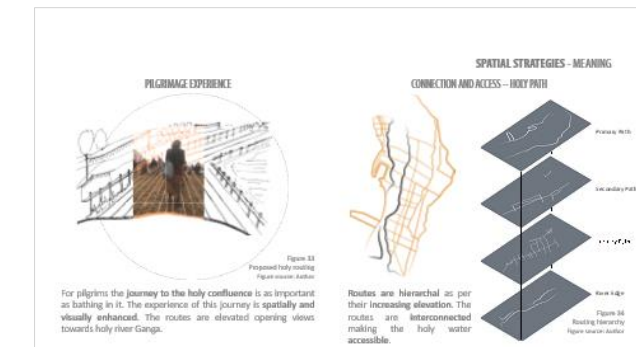 SPATIAL STRATEGIES - MEANING
PILGRIMAGE EXPERIENCE
Figure 33
Proposed holy routing
Figure source: Author
For pilgrims the journey to the holy confluence is as important
as bathing in it. The experience of this journey is spatially and
visually enhanced. The routes are elevated opening views
towards holy river Ganga.
CONNECTION AND ACCESS – HOLY PATH
Primary Path
Secondary Path
River Edge
Routes are hierarchal as per
their increasing elevation. The
routes are interconnected
making the holy water
accessible.
Figure 34
Routing hierarchy
Figure source: Author